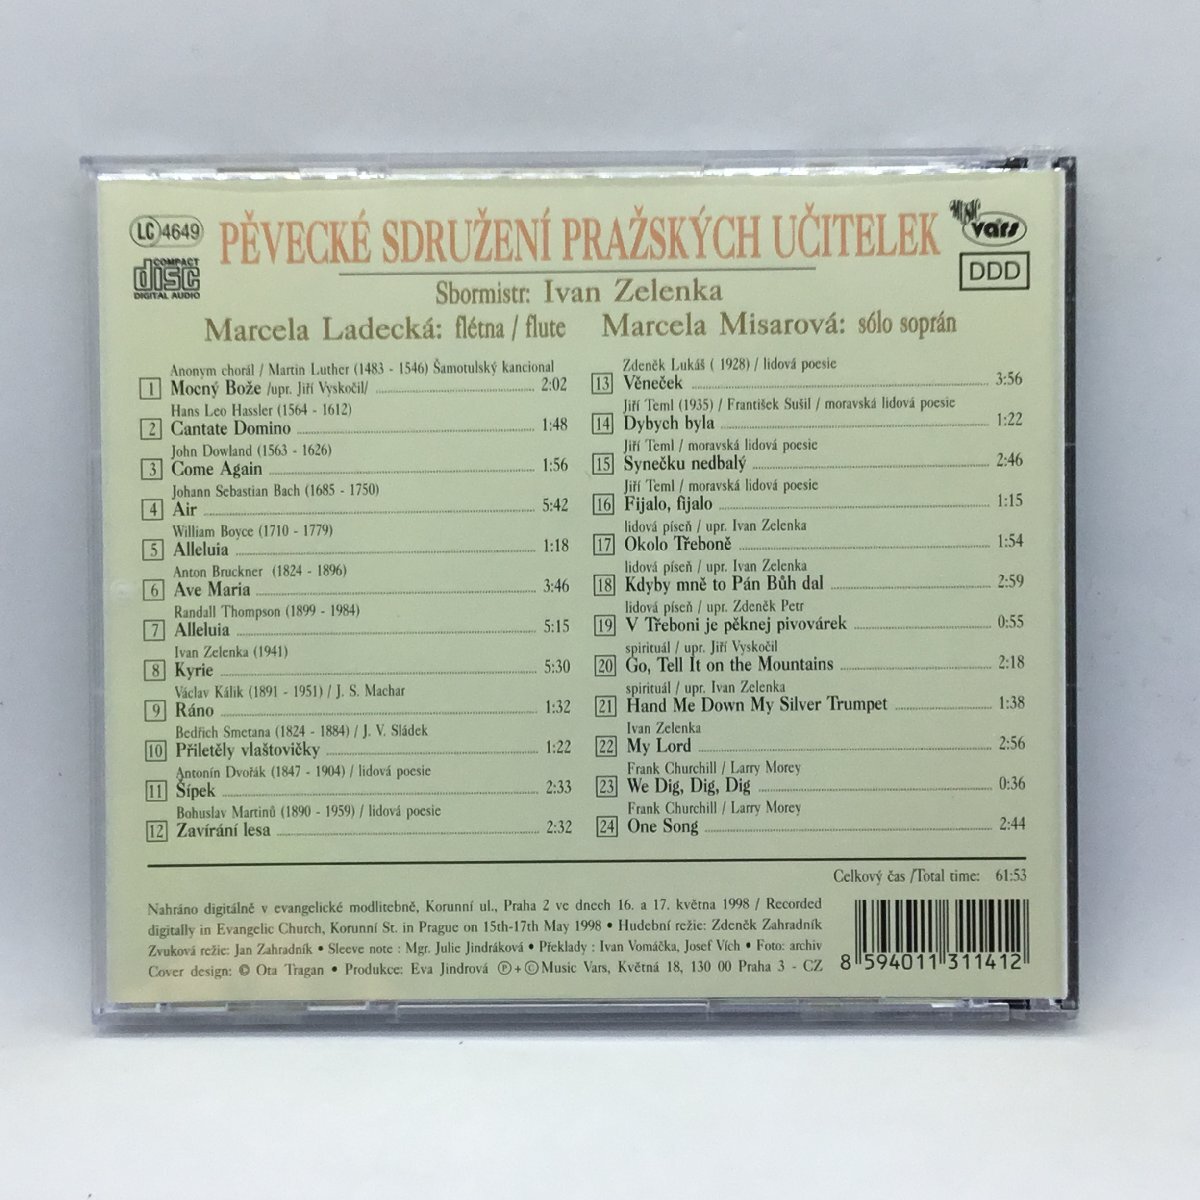 LC 4649
PĚVECKÉ SDRUŽENÍ PRAŽSKÝCH UČITELEK
vars
COMPACT
disc
DIGITAL AUDIO
DDD
Sbormistr: Ivan Zelenka
Marcela Ladecká: flétna / flute
Marcela Misarová: sólo soprán
Anonym chorál / Martin Luther (1483 - 1546) Šamotulský kancional
1 Mocný Bože /upr. Jiří Vyskočil/ 2:02
Hans Leo Hassler (1564 - 1612)
2 Cantate Domino 1:48
John Dowland (1563 - 1626)
3 Come Again 1:56
Johann Sebastian Bach (1685 - 1750)
4 Air 5:42
William Boyce (1710 - 1779)
5 Alleluia 1:18
Anton Bruckner (1824 - 1896)
6 Ave Maria 3:46
Randall Thompson (1899 - 1984)
7 Alleluia 5:15
Ivan Zelenka (1941)
8 Kyrie 5:30
Václav Kálik (1891 - 1951) / J. S. Machar
9 Ráno 1:32
Bedřich Smetana (1824 - 1884) / J. V. Sládek
10 Přiletěly vlaštovičky 1:22
Antonín Dvořák (1847 - 1904) / lidová poesie
11 Šípek 2:33
Bohuslav Martinů (1890 - 1959) / lidová poesie
12 Zavírání lesa 2:32
Zdeněk Lukáš ( 1928) / lidová poesie
13 Věneček 3:56
Jiří Teml (1935) / František Sušil / moravská lidová poesie
14 Dybych byla 1:22
Jiří Teml / moravská lidová poesie
15 Synečku nedbalý 2:46
Jiří Teml / moravská lidová poesie
16 Fijalo, fijalo 1:15
lidová píseň / upr. Ivan Zelenka
17 Okolo Třeboně 1:54
lidová píseň / upr. Ivan Zelenka
18 Kdyby mně to Pán Bůh dal 2:59
lidová píseň / upr. Zdeněk Petr
19 V Třeboni je pěknej pivovárek 0:55
spirituál / upr. Jiří Vyskočil
20 Go, Tell It on the Mountains 2:18
spirituál / upr. Ivan Zelenka
21 Hand Me Down My Silver Trumpet 1:38
Ivan Zelenka
22 My Lord 2:56
Frank Churchill / Larry Morey
23 We Dig, Dig, Dig 0:36
Frank Churchill / Larry Morey
24 One Song 2:44
Celkový čas /Total time: 61:53
Nahráno digitálně v evangelické modlitebně, Korunní ul., Praha 2 ve dnech 16. a 17. května 1998 / Recorded
digitally in Evangelic Church, Korunní St. in Prague on 15th-17th May 1998 • Hudební režie: Zdeněk Zahradník
Zvuková režie: Jan Zahradník • Sleeve note : Mgr. Julie Jindráková • Překlady : Ivan Vomáčka, Josef Vích • Foto: archiv
Cover design: © Ota Tragan • Produkce: Eva Jindrová Ⓟ+©Music Vars, Květná 18, 130 00 Praha 3 - CZ
8 594011 311412